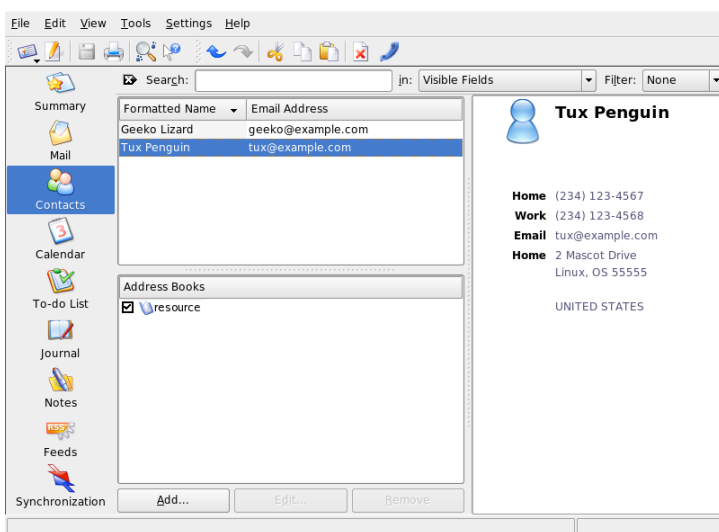 File Edit View Tools Settings Help
Search: in: Visible Fields Filter: None
Summary
Mail
Contacts
Calendar
3
To-do List
Journal
Notes
RSS
Feeds
Synchronization
Formatted Name Email Address
Geeko Lizard geeko@example.com
Tux Penguin tux@example.com
Address Books
resource
Add... Edit... Remove
Tux Penguin
Home (234) 123-4567
Work (234) 123-4568
Email tux@example.com
Home 2 Mascot Drive
Linux, OS 55555
UNITED STATES